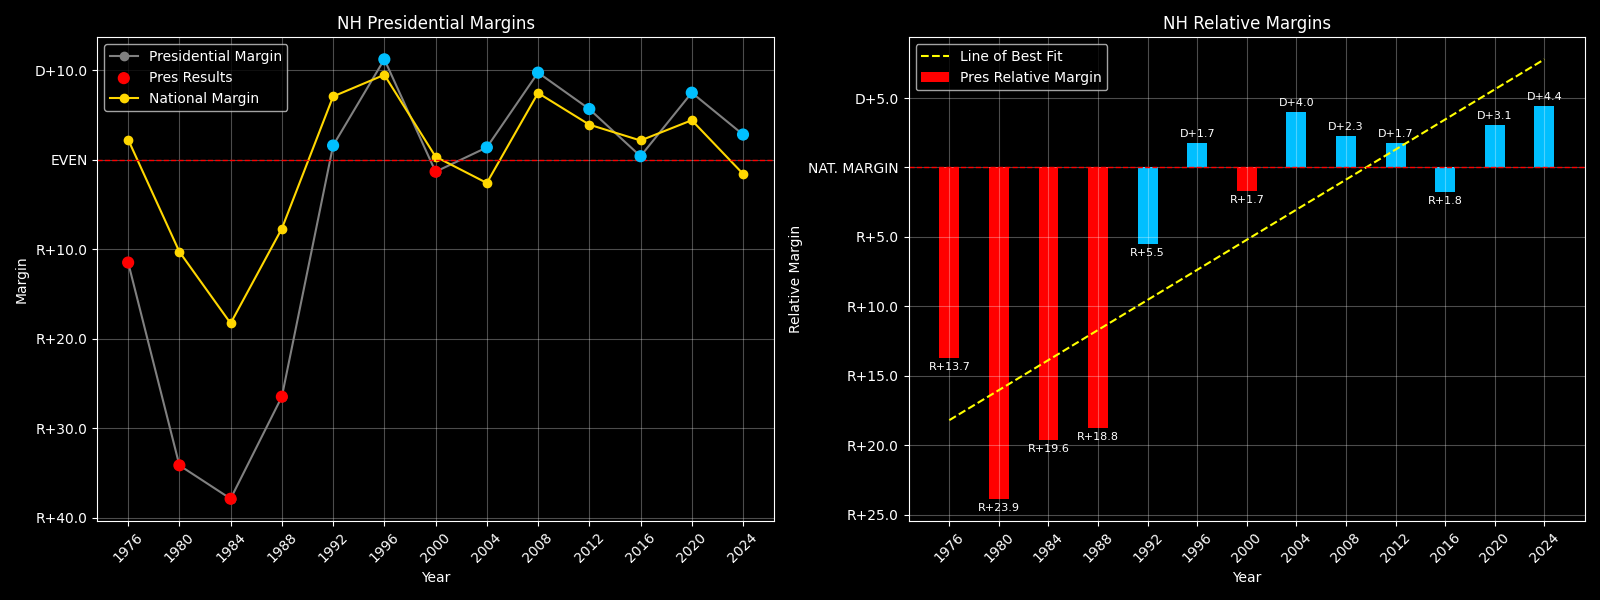 NH Presidential Margins
Presidential Margin
Pres Results
National Margin
D+10.0
EVEN
R+10.0
R+20.0
R+30.0
R+40.0
Margin
1976 1980 1984 1988 1992 1996 2000 2004 2008 2012 2016 2020 2024
Year
NH Relative Margins
Line of Best Fit
Pres Relative Margin
D+5.0
NAT. MARGIN
R+5.0
R+10.0
R+15.0
R+20.0
R+25.0
Relative Margin
R+13.7
R+23.9
R+19.6
R+18.8
R+5.5
D+1.7
R+1.7
D+4.0
D+2.3
D+1.7
R+1.8
D+3.1
D+4.4
1976 1980 1984 1988 1992 1996 2000 2004 2008 2012 2016 2020 2024
Year